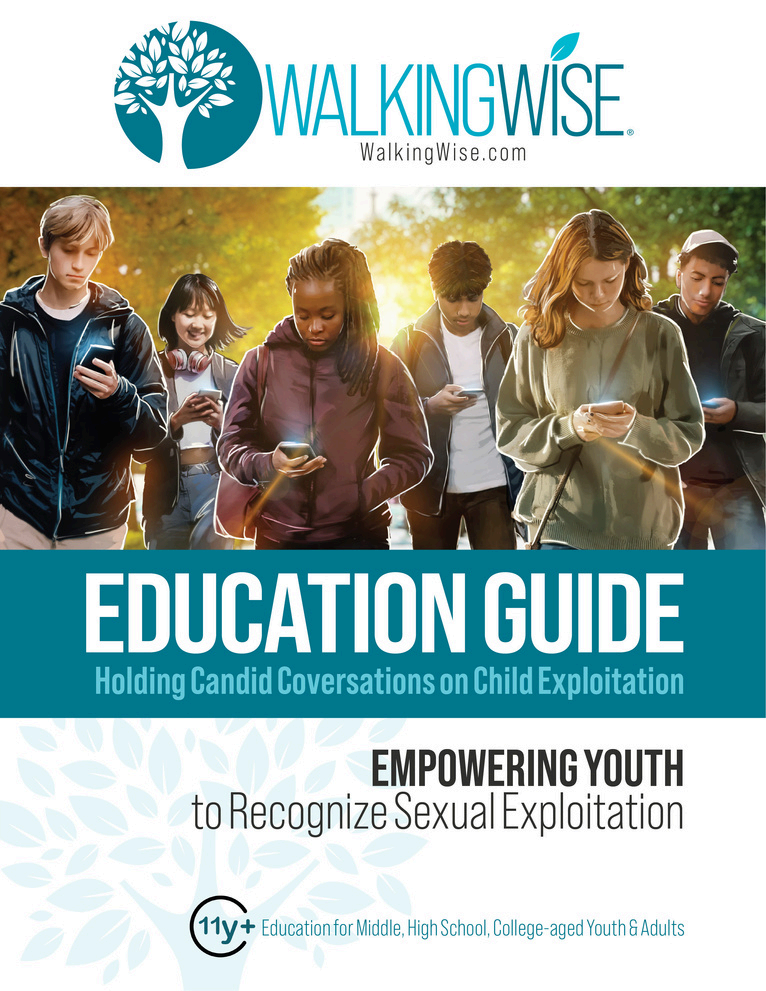 WALKINGWISE®
WalkingWise.com
EDUCATION GUIDE
Holding Candid Coversations on Child Exploitation
EMPOWERING YOUTH
to Recognize Sexual Exploitation
11y+ Education for Middle, High School, College-aged Youth & Adults